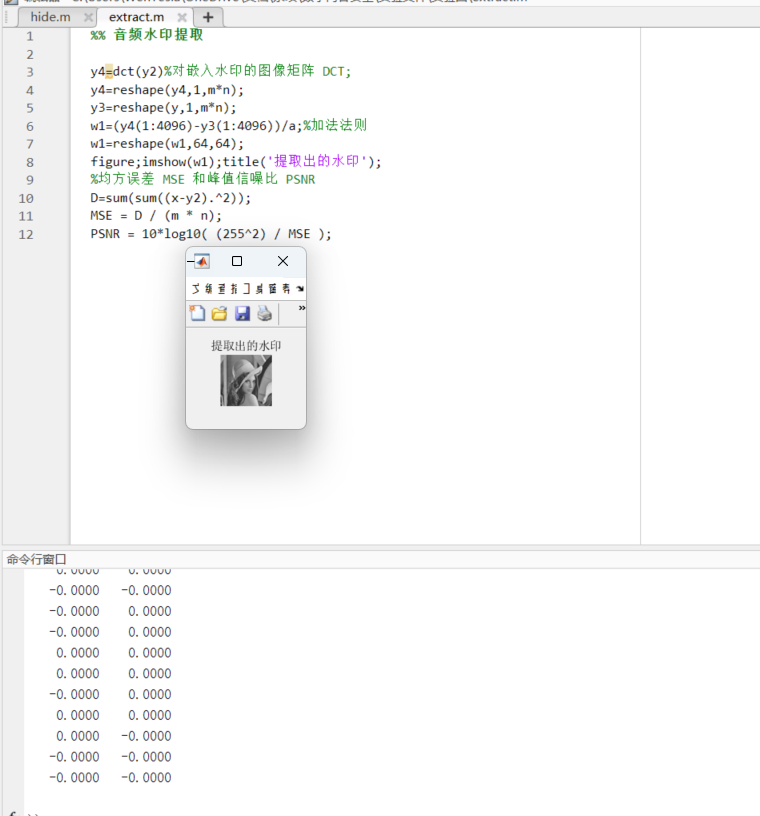 hide.m extract.m
1 %% 音频水印提取
2
3 y4=dct(y2)%对嵌入水印的图像矩阵 DCT;
4 y4=reshape(y4,1,m*n);
5 y3=reshape(y,1,m*n);
6 w1=(y4(1:4096)-y3(1:4096))/a;%加法法则
7 w1=reshape(w1,64,64);
8 figure;imshow(w1);title('提取出的水印');
9 %均方误差 MSE 和峰值信噪比 PSNR
10 D=sum(sum((x-y2).^2));
11 MSE = D / (m * n);
12 PSNR = 10*log10( (255^2) / MSE );
提取出的水印
命令行窗口
0.0000 0.0000
-0.0000 -0.0000
-0.0000 0.0000
-0.0000 0.0000
0.0000 0.0000
0.0000 0.0000
-0.0000 0.0000
0.0000 0.0000
0.0000 -0.0000
-0.0000 -0.0000
-0.0000 -0.0000